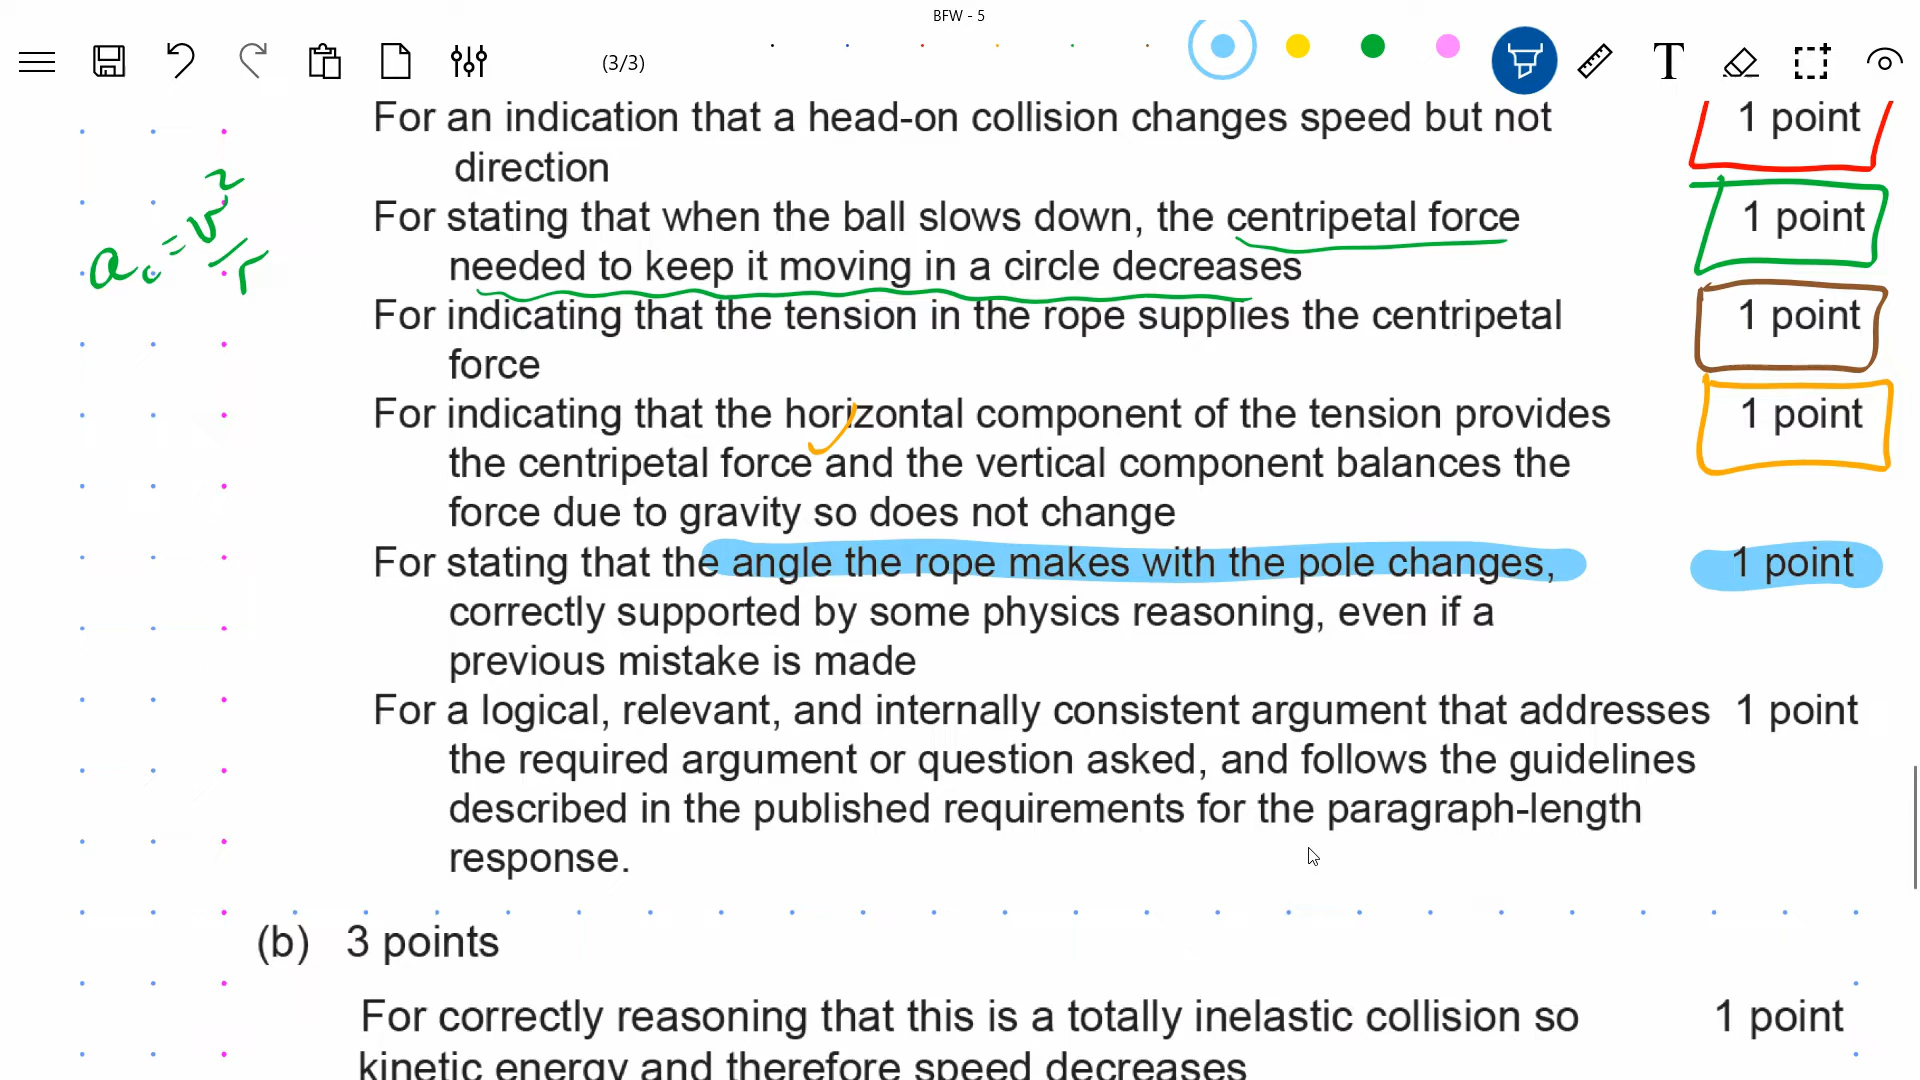 BFW - 5
(3/3)
T
For an indication that a head-on collision changes speed but not
1 point
direction
For stating that when the ball slows down, the centripetal force
1 point
needed to keep it moving in a circle decreases
a c = v²/r
For indicating that the tension in the rope supplies the centripetal
1 point
force
For indicating that the horizontal component of the tension provides
1 point
the centripetal force and the vertical component balances the
force due to gravity so does not change
For stating that the angle the rope makes with the pole changes,
1 point
correctly supported by some physics reasoning, even if a
previous mistake is made
For a logical, relevant, and internally consistent argument that addresses
1 point
the required argument or question asked, and follows the guidelines
described in the published requirements for the paragraph-length
response.
(b) 3 points
For correctly reasoning that this is a totally inelastic collision so
1 point
kinetic energy and therefore speed decreases